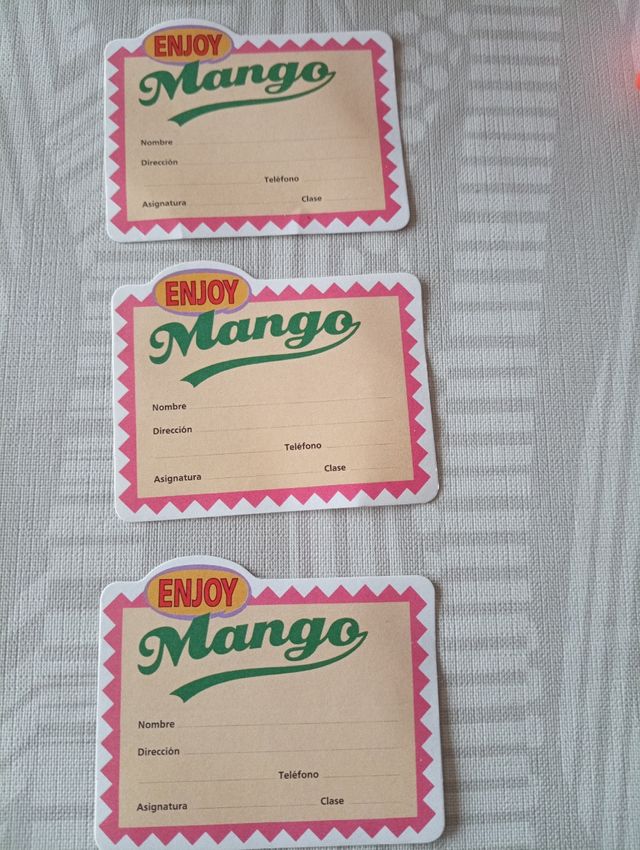 ENJOY
Mango
Nombre
Dirección
Teléfono
Asignatura Clase
ENJOY
Mango
Nombre
Dirección
Teléfono
Asignatura Clase
ENJOY
Mango
Nombre
Dirección
Teléfono
Asignatura Clase